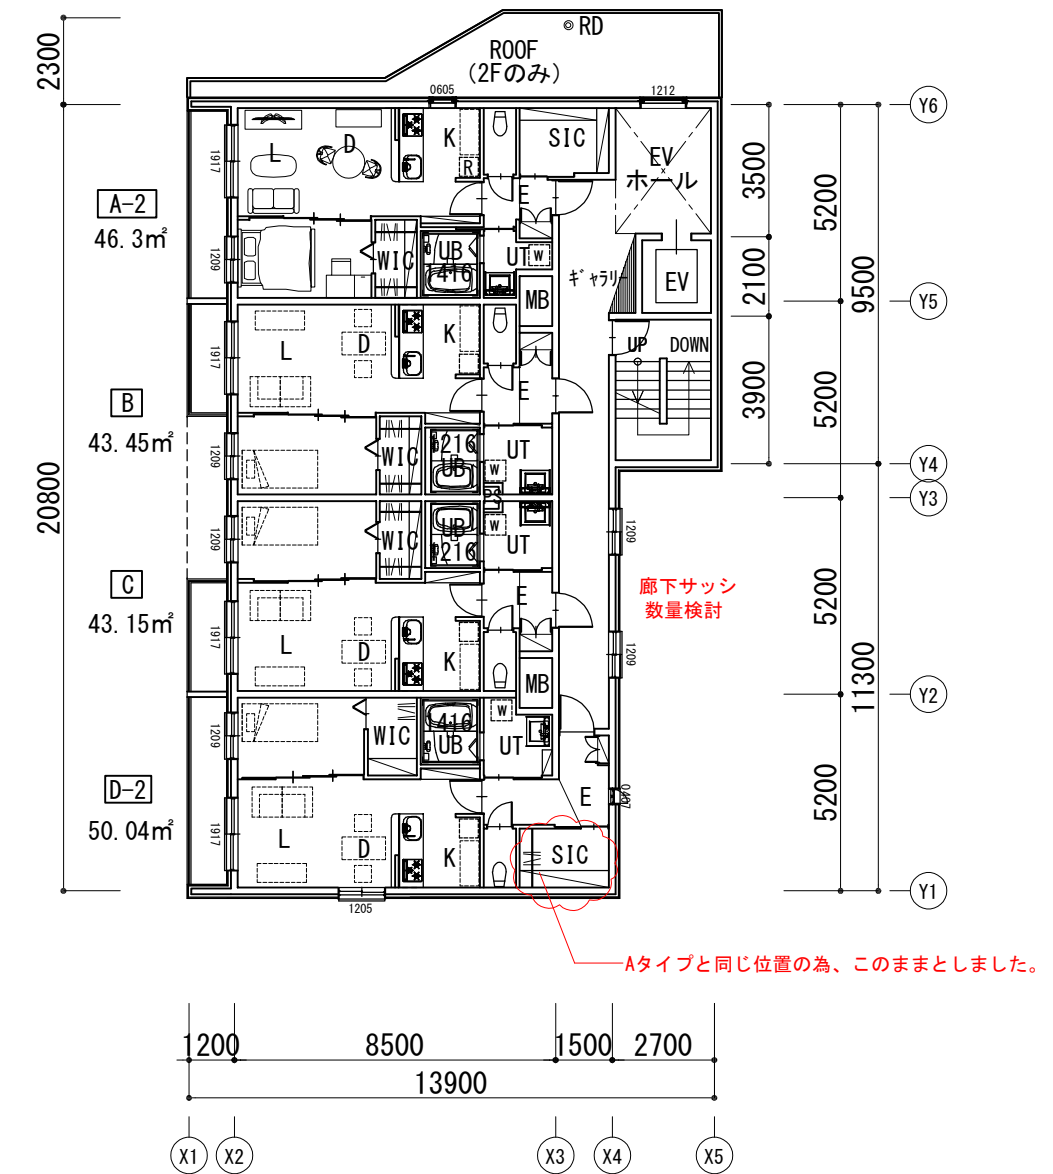 RD
ROOF
(2Fのみ)
2300
0605
1212
Y6
1917
L
D
K
R
SIC
EV
ホール
3500
5200
A-2
46.3㎡
E
1209
WIC
UB
1416
UT
W
ギャラリー
EV
2100
9500
MB
Y5
1917
L
D
K
UP
DOWN
3900
5200
B
43.45㎡
E
1209
WIC
1216
UB
UT
W
PS
Y4
Y3
20800
1209
WIC
UB
1216
W
UT
1209
廊下サッシ
数量検討
C
43.15㎡
E
5200
11300
1917
L
D
K
1209
MB
Y2
1209
WIC
1416
UB
W
UT
D-2
50.04㎡
E
0407
5200
1917
L
D
K
SIC
Y1
1205
Aタイプと同じ位置の為、このままとしました。
1200
8500
1500
2700
13900
X1
X2
X3
X4
X5